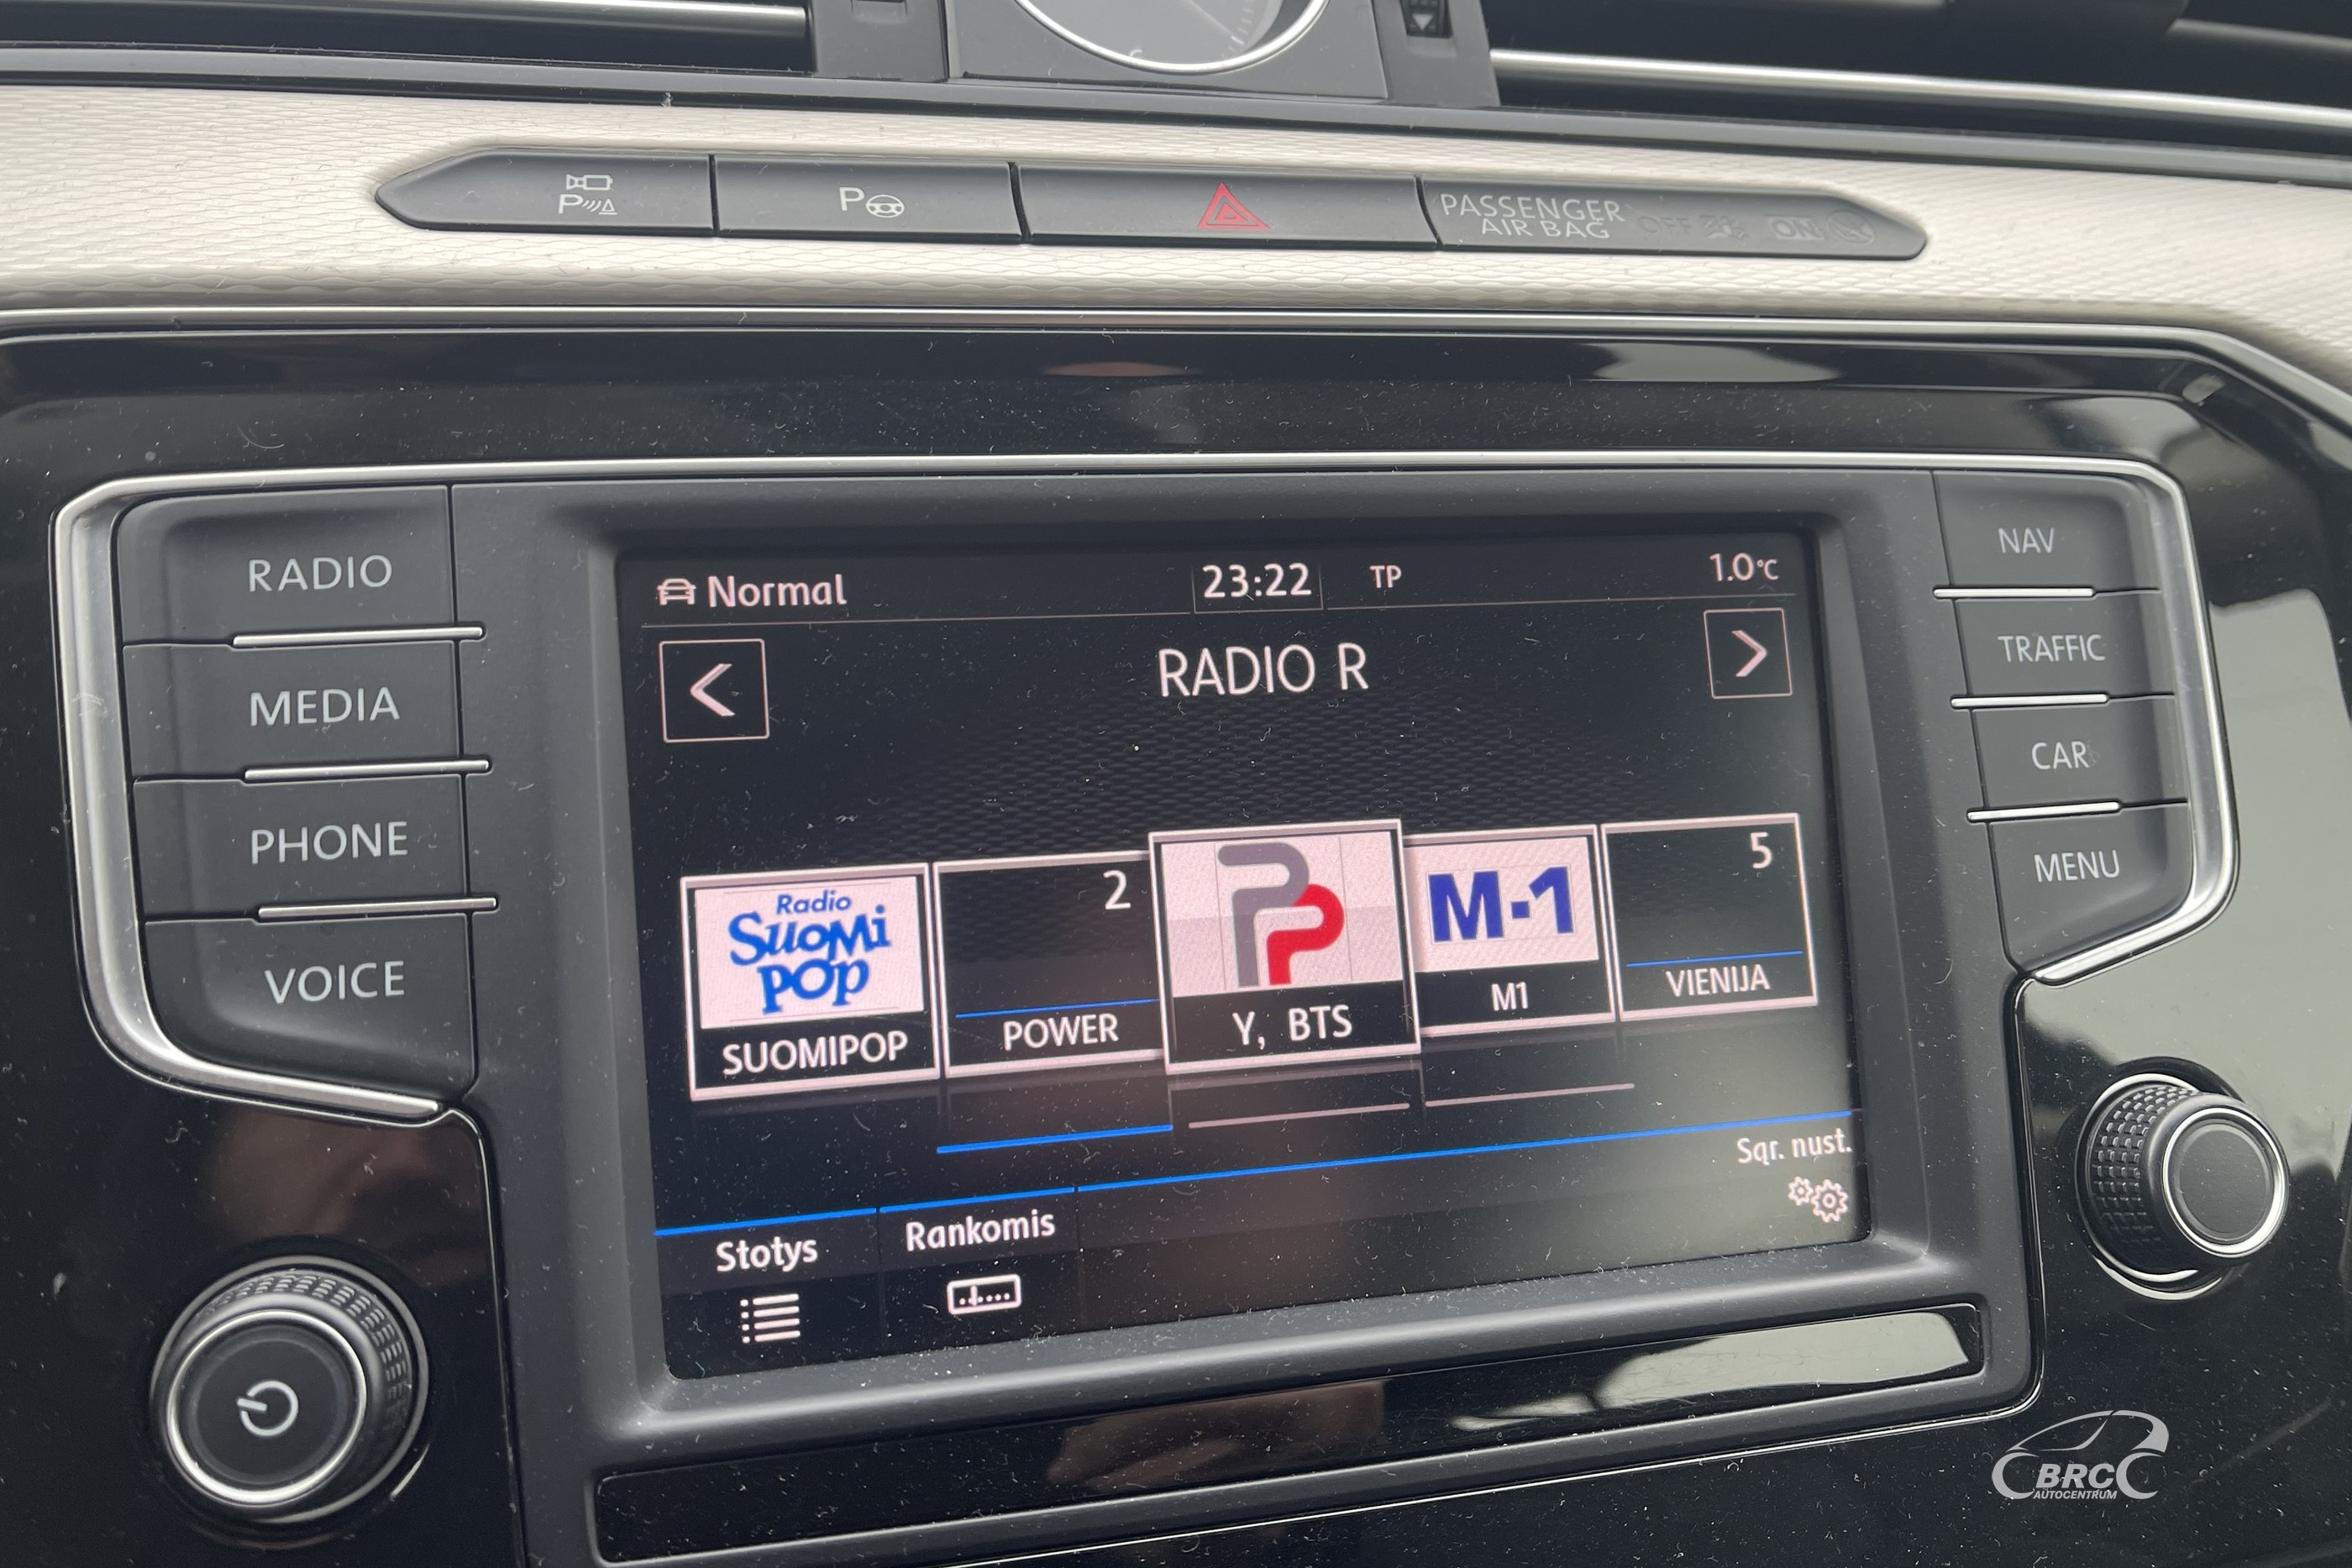 P
P
PASSENGER
AIR BAG
OFF
ON
RADIO
MEDIA
PHONE
VOICE
Normal
23:22
TP
1.0°C
RADIO R
Radio
SuoMi
POp
SUOMIPOP
2
POWER
Y, BTS
M-1
M1
5
VIENIJA
Stotys
Rankomis
Sąr. nust.
NAV
TRAFFIC
CAR
MENU
BRC
AUTOCENTRUM